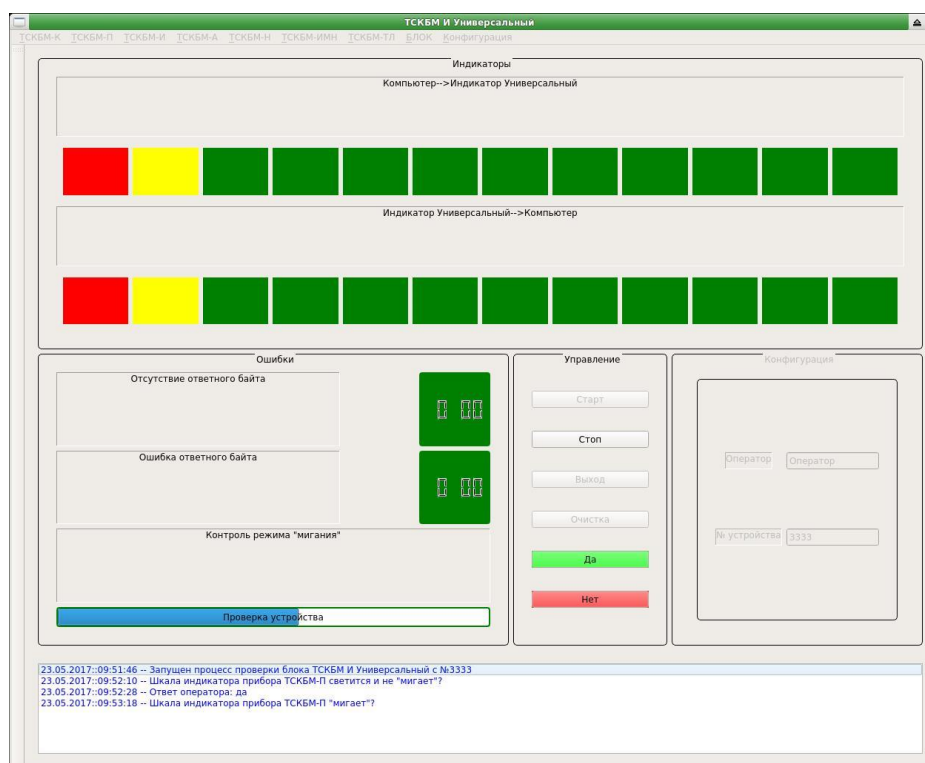 ТСКБМ И Универсальный
ТСКБМ-К ТСКБМ-П ТСКБМ-И ТСКБМ-А ТСКБМ-Н ТСКБМ-ИМН ТСКБМ-ТЛ БЛОК Конфигурация
Индикаторы
Компьютер-->Индикатор Универсальный
Индикатор Универсальный-->Компьютер
Ошибки
Отсутствие ответного байта
0 00
Ошибка ответного байта
0 00
Контроль режима "мигания"
Проверка устройства
Управление
Старт
Стоп
Выход
Очистка
Да
Нет
Конфигурация
Оператор Оператор
№ устройства 3333
23.05.2017::09:51:46 -- Запущен процесс проверки блока ТСКБМ И Универсальный с №3333
23.05.2017::09:52:10 -- Шкала индикатора прибора ТСКБМ-П светится и не "мигает"?
23.05.2017::09:52:28 -- Ответ оператора: да
23.05.2017::09:53:18 -- Шкала индикатора прибора ТСКБМ-П "мигает"?